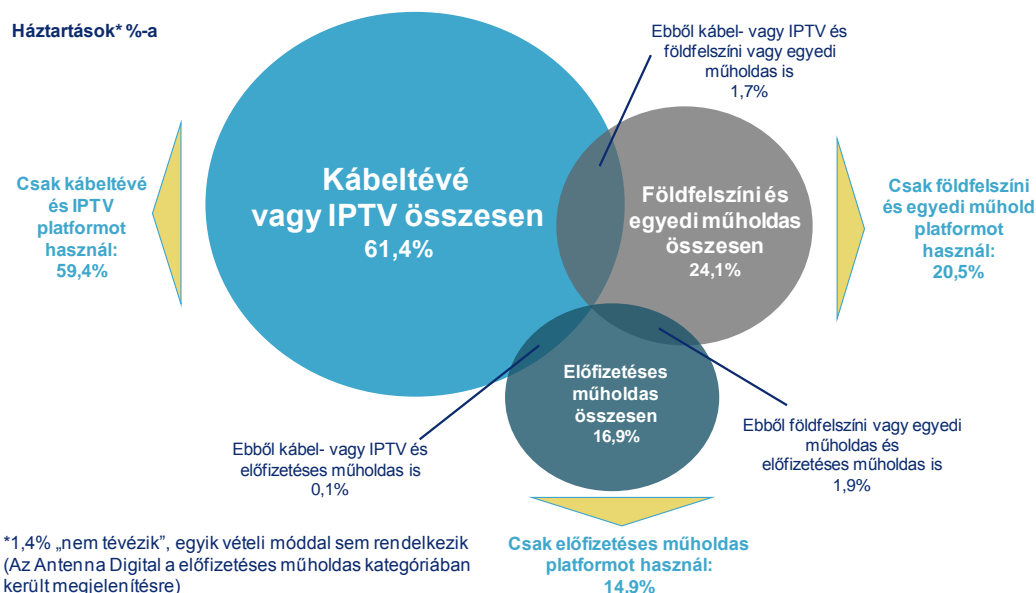 Háztartások* %-a
Ebből kábel- vagy IPTV és
földfelszíni vagy egyedi
műholdas is
1,7%
Csak kábeltévé
és IPTV
platformot
használ:
59,4%
Kábeltévé
vagy IPTV összesen
61,4%
Földfelszíni és
egyedi műholdas
összesen
24,1%
Csak földfelszíni
és egyedi műhold
platformot
használ:
20,5%
Előfizetéses
műholdas
összesen
16,9%
Ebből kábel- vagy IPTV és
előfizetéses műholdas is
0,1%
Ebből földfelszíni vagy egyedi
műholdas és
előfizetéses műholdas is
1,9%
*1,4% „nem tévézik”, egyik vételi móddal sem rendelkezik
(Az Antenna Digital a előfizetéses műholdas kategóriában
került megjelenítésre)
Csak előfizetéses műholdas
platformot használ:
14,9%